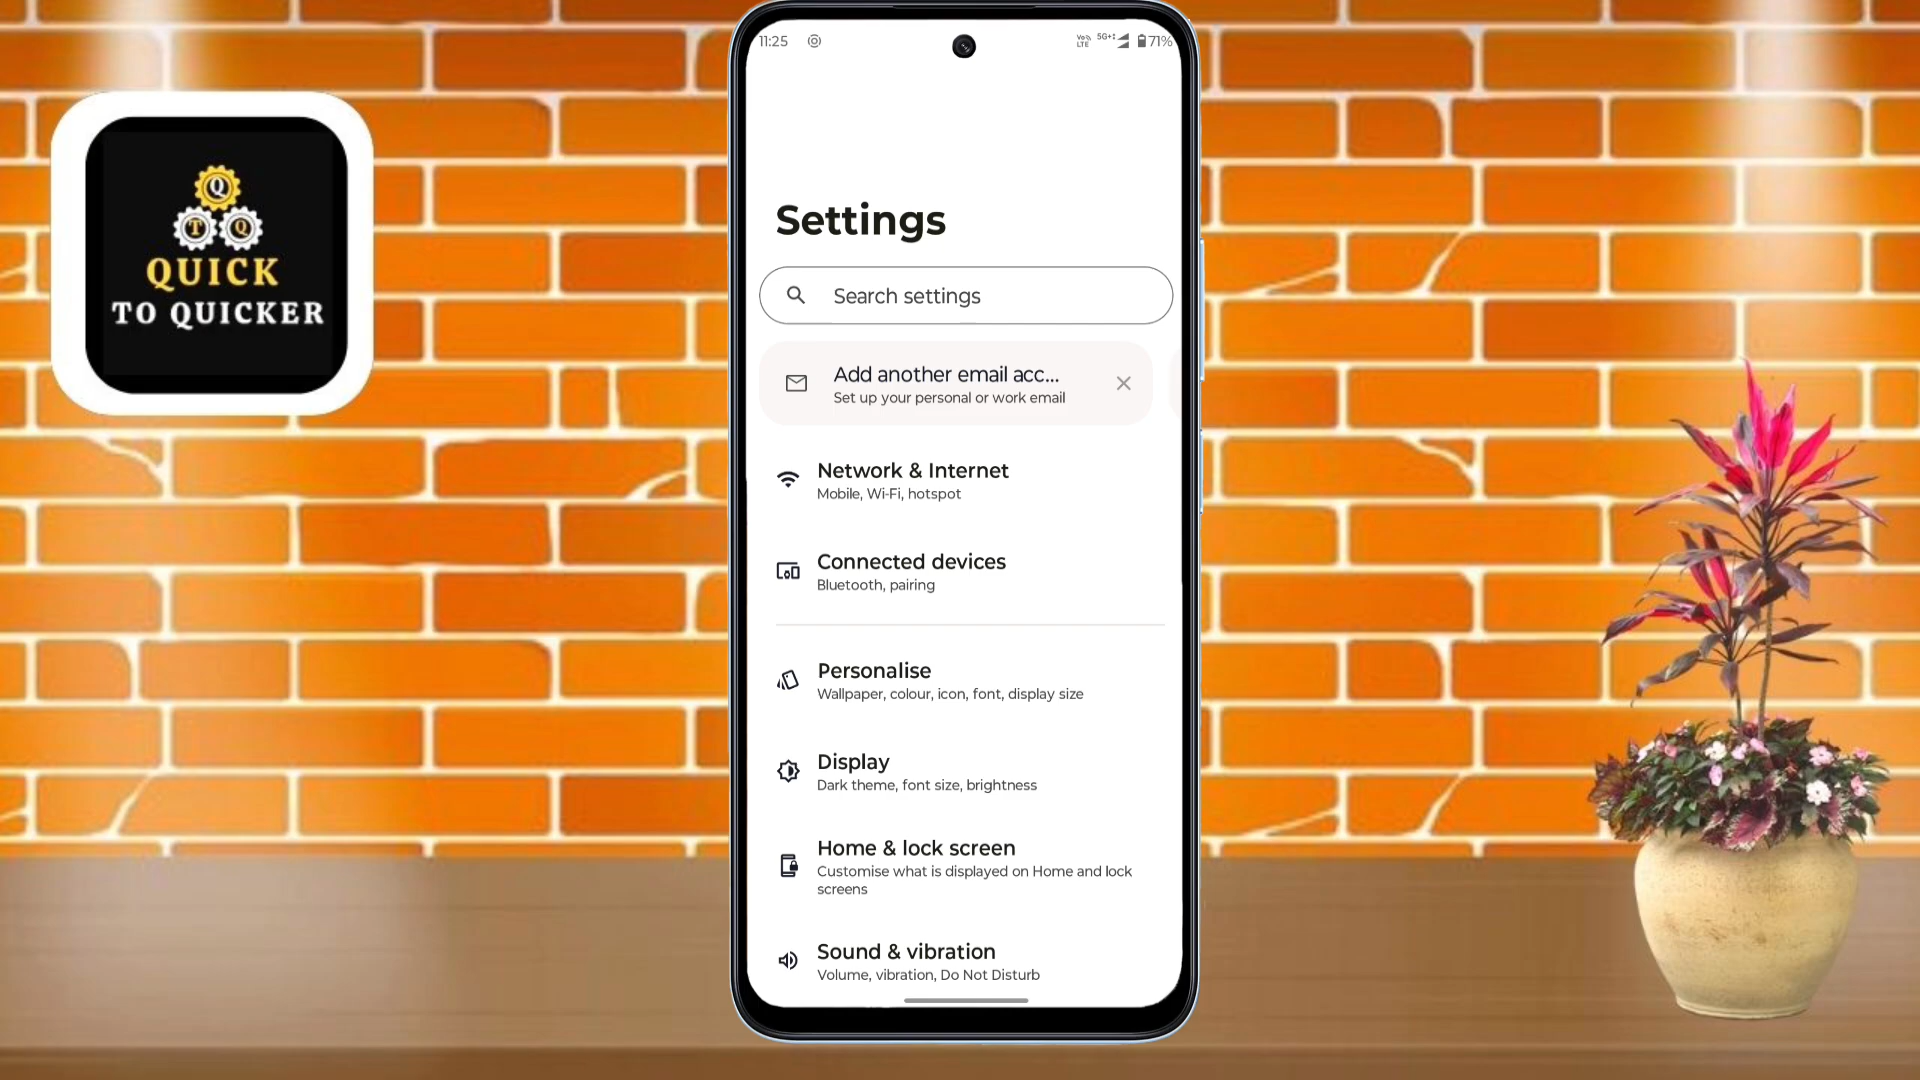 Q
T Q
QUICK
TO QUICKER
11:25
Vo
LTE
5G+
71%
Settings
Search settings
Add another email acc...
Set up your personal or work email
Network & Internet
Mobile, Wi-Fi, hotspot
Connected devices
Bluetooth, pairing
Personalise
Wallpaper, colour, icon, font, display size
Display
Dark theme, font size, brightness
Home & lock screen
Customise what is displayed on Home and lock
screens
Sound & vibration
Volume, vibration, Do Not Disturb